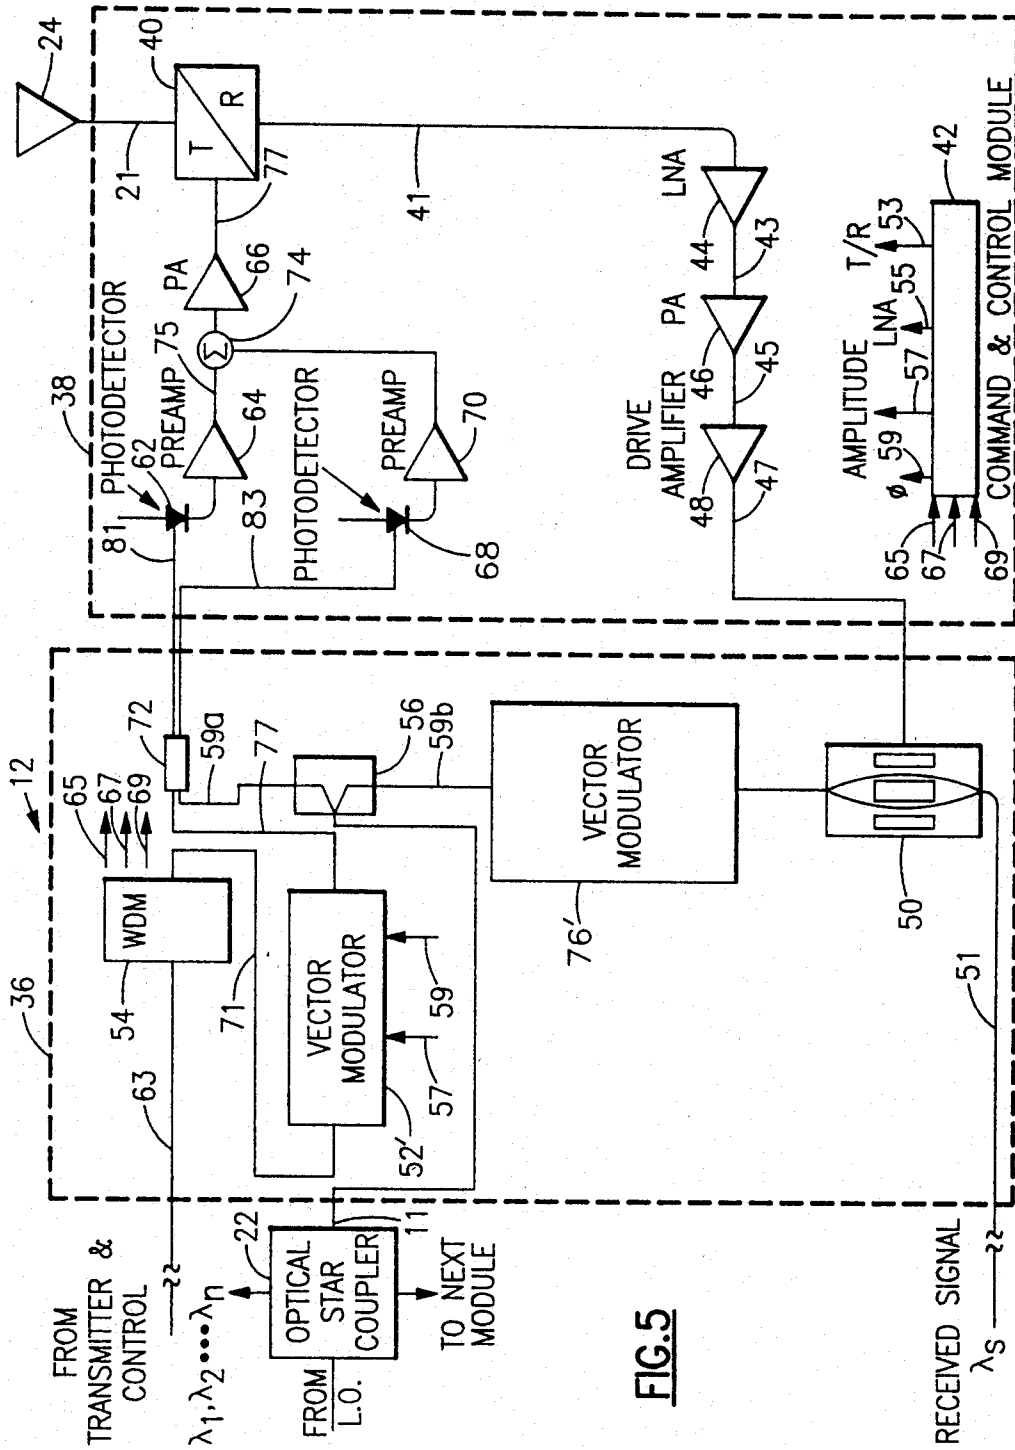 FROM
TRANSMITTER &
CONTROL
λ1, λ2 •••• λn
FROM
L.O.
22
OPTICAL
STAR
COUPLER
11
TO NEXT
MODULE
FIG.5
RECEIVED SIGNAL
λS
36
12
63
54
WDM
65
67
69
72
59a
77
71
VECTOR
MODULATOR
57
59
52'
56
59b
VECTOR
MODULATOR
76'
50
51
38
81
PHOTODETECTOR
62
PREAMP
64
75
83
PHOTODETECTOR
68
PREAMP
70
Σ
74
PA
66
77
T
R
40
21
24
41
LNA
44
43
PA
46
45
DRIVE
AMPLIFIER
48
47
ϕ
59
AMPLITUDE
57
LNA
55
T/R
53
42
65
67
69
COMMAND & CONTROL MODULE